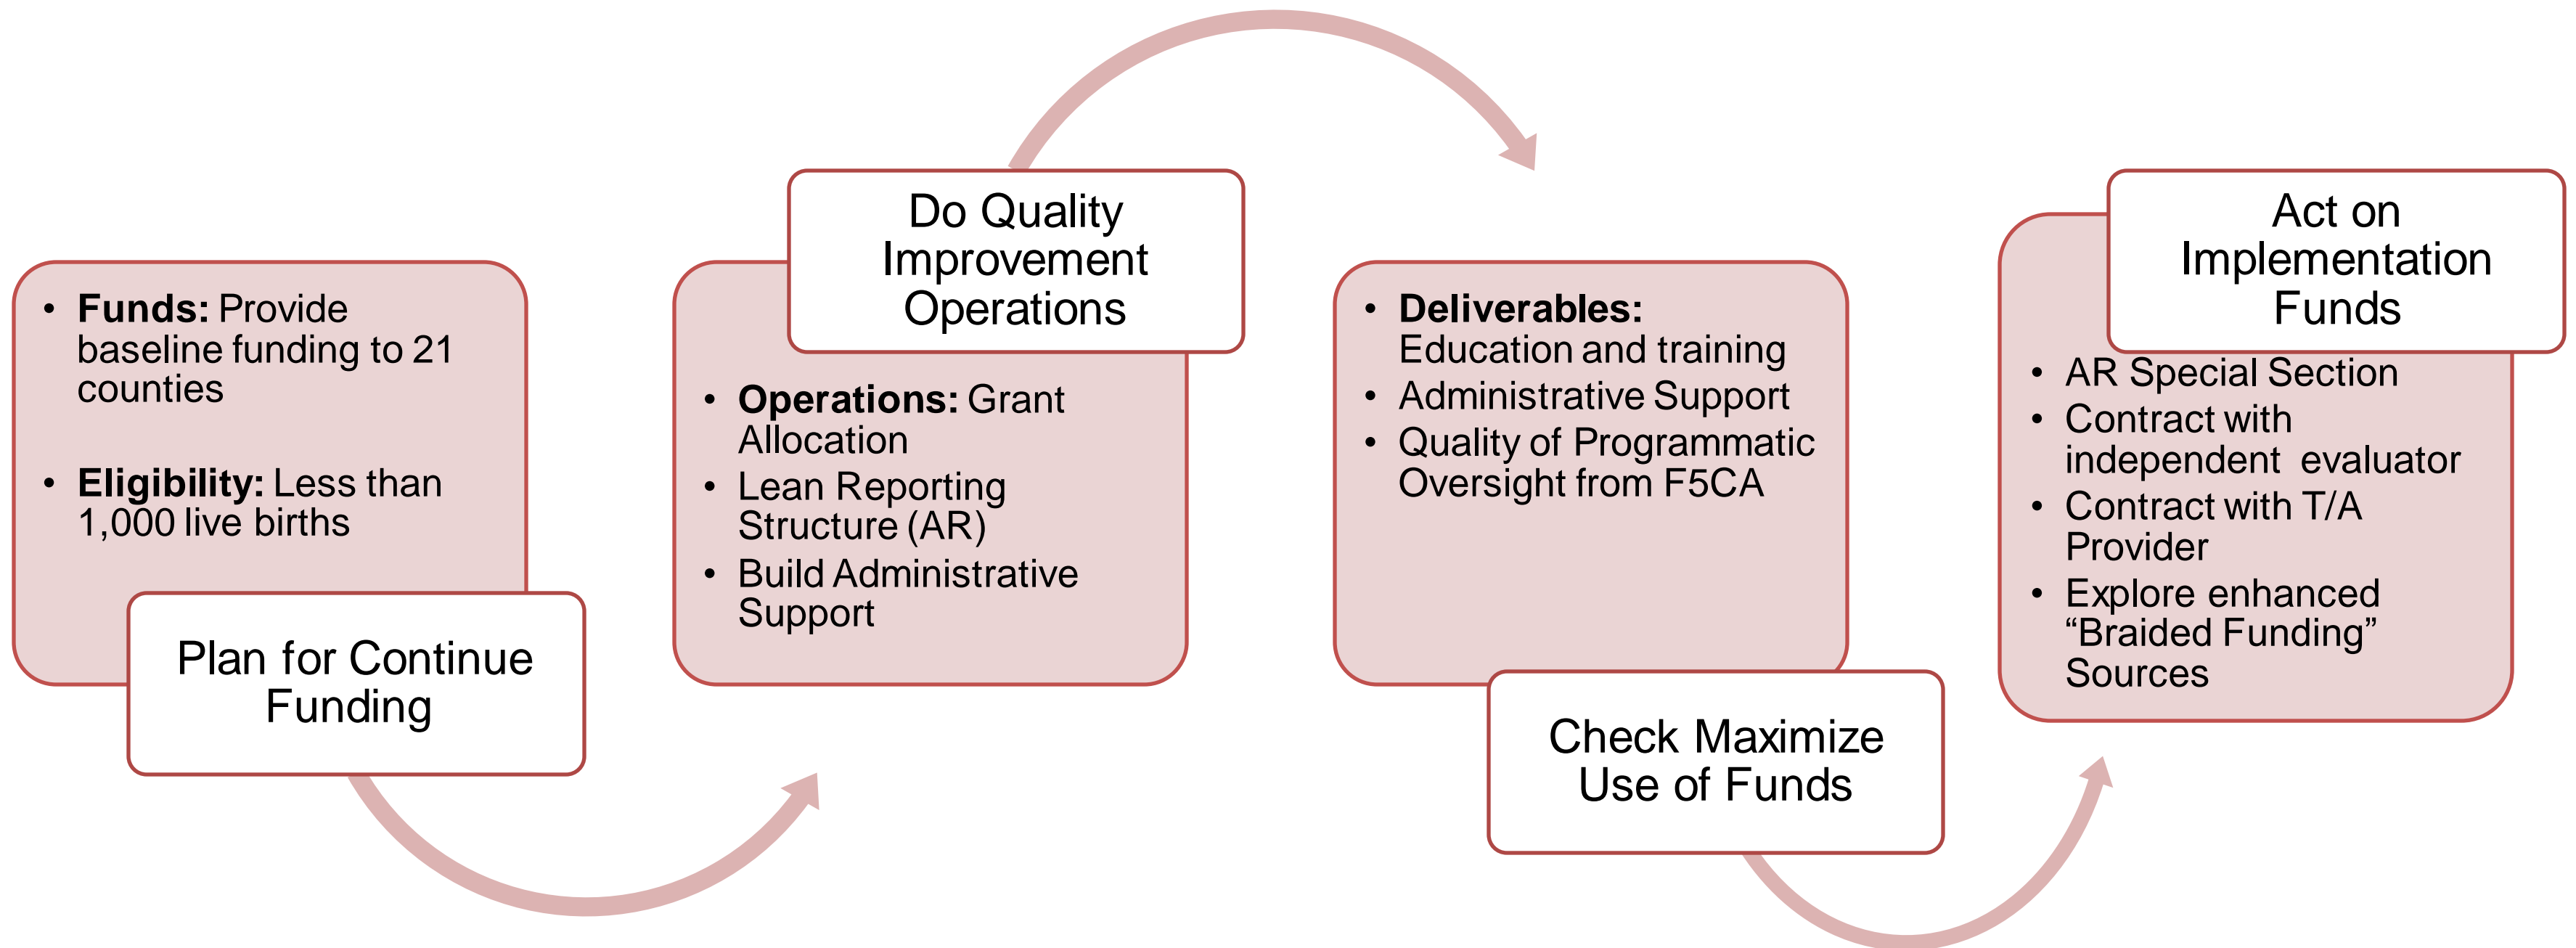 • Funds: Provide
baseline funding to 21
counties
• Eligibility: Less than
1,000 live births
Plan for Continue
Funding
Do Quality
Improvement
Operations
• Operations: Grant
Allocation
• Lean Reporting
Structure (AR)
• Build Administrative
Support
• Deliverables:
Education and training
• Administrative Support
• Quality of Programmatic
Oversight from F5CA
Check Maximize
Use of Funds
Act on
Implementation
Funds
• AR Special Section
• Contract with
independent evaluator
• Contract with T/A
Provider
• Explore enhanced
“Braided Funding”
Sources